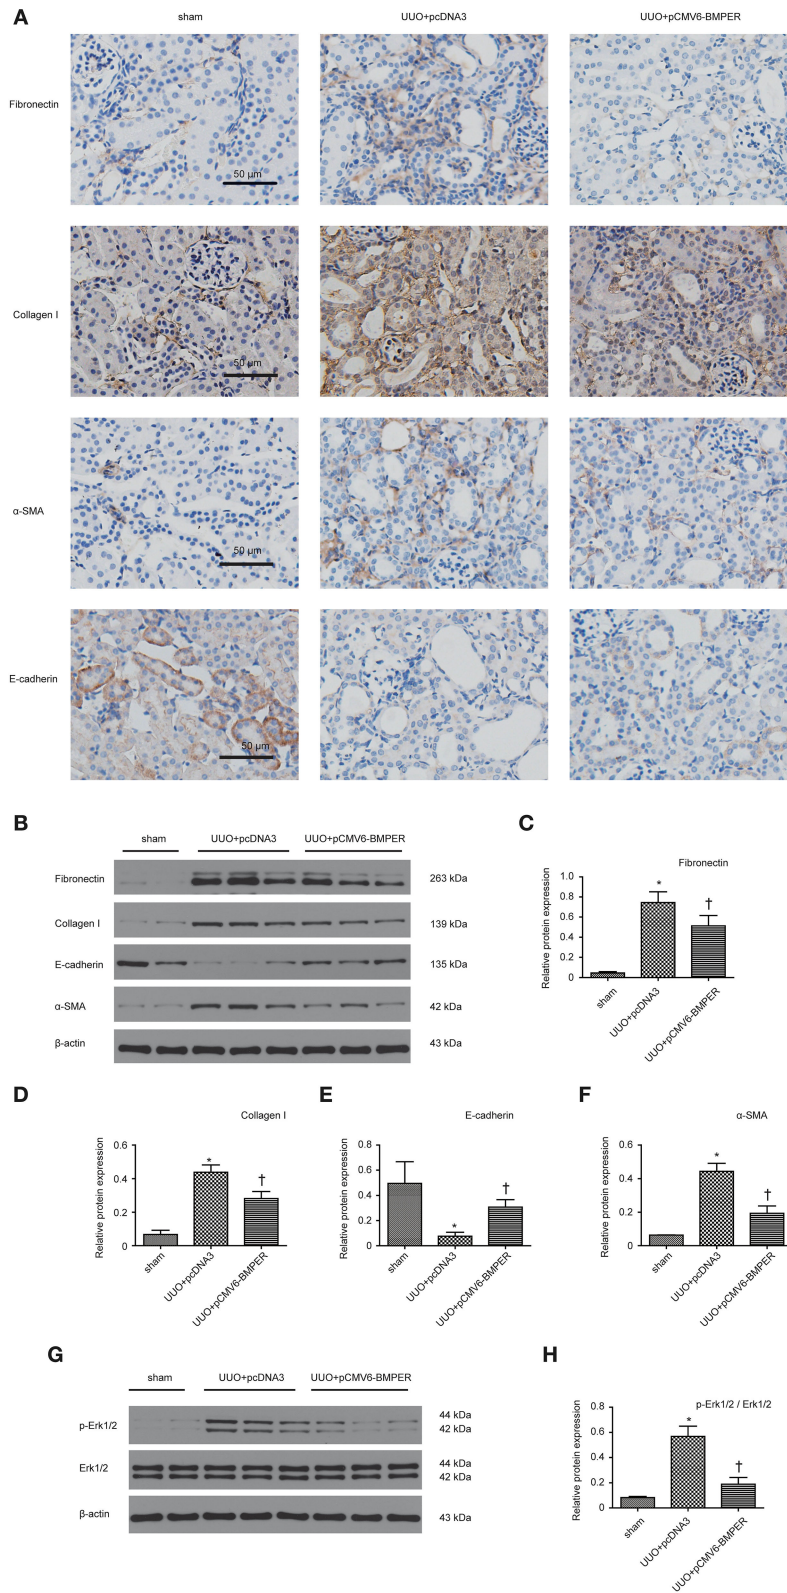 A
sham
UUO+pcDNA3
UUO+pCMV6-BMPER
Fibronectin
50 µm
Collagen I
50 µm
α-SMA
50 µm
E-cadherin
50 µm
B
sham
UUO+pcDNA3
UUO+pCMV6-BMPER
Fibronectin
263 kDa
Collagen I
139 kDa
E-cadherin
135 kDa
α-SMA
42 kDa
β-actin
43 kDa
C
Fibronectin
Relative protein expression
1.0
0.8
0.6
0.4
0.2
0
*
†
sham
UUO+pcDNA3
UUO+pCMV6-BMPER
D
Collagen I
Relative protein expression
0.6
0.4
0.2
0
*
†
sham
UUO+pcDNA3
UUO+pCMV6-BMPER
E
E-cadherin
Relative protein expression
0.8
0.6
0.4
0.2
0
*
†
sham
UUO+pcDNA3
UUO+pCMV6-BMPER
F
α-SMA
Relative protein expression
0.6
0.4
0.2
0
*
†
sham
UUO+pcDNA3
UUO+pCMV6-BMPER
G
sham
UUO+pcDNA3
UUO+pCMV6-BMPER
p-Erk1/2
44 kDa
42 kDa
Erk1/2
44 kDa
42 kDa
β-actin
43 kDa
H
p-Erk1/2 / Erk1/2
Relative protein expression
0.8
0.6
0.4
0.2
0
*
†
sham
UUO+pcDNA3
UUO+pCMV6-BMPER